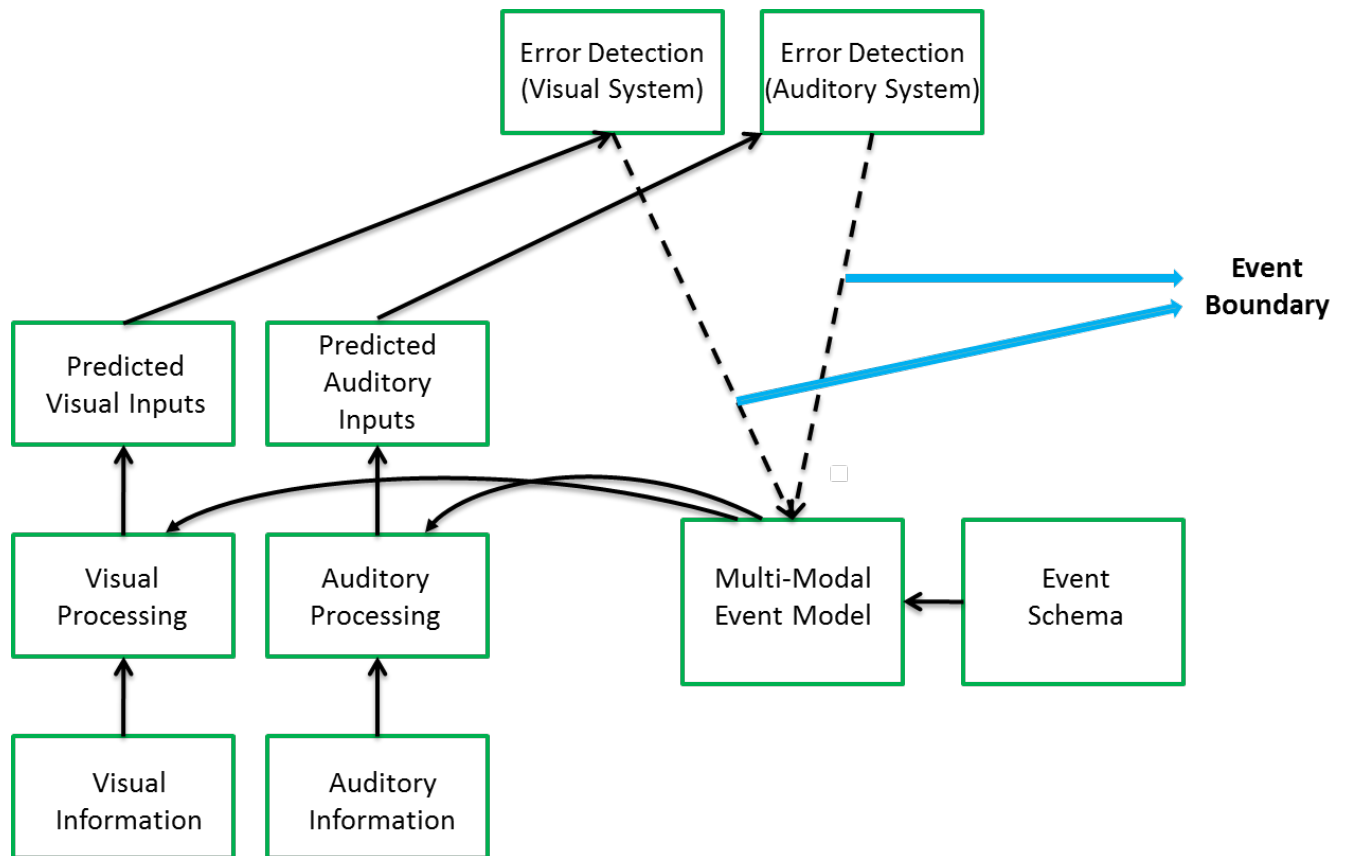 Error Detection
(Visual System)
Error Detection
(Auditory System)
Event
Boundary
Predicted
Visual Inputs
Predicted
Auditory
Inputs
Visual
Processing
Auditory
Processing
Multi-Modal
Event Model
Event
Schema
Visual
Information
Auditory
Information